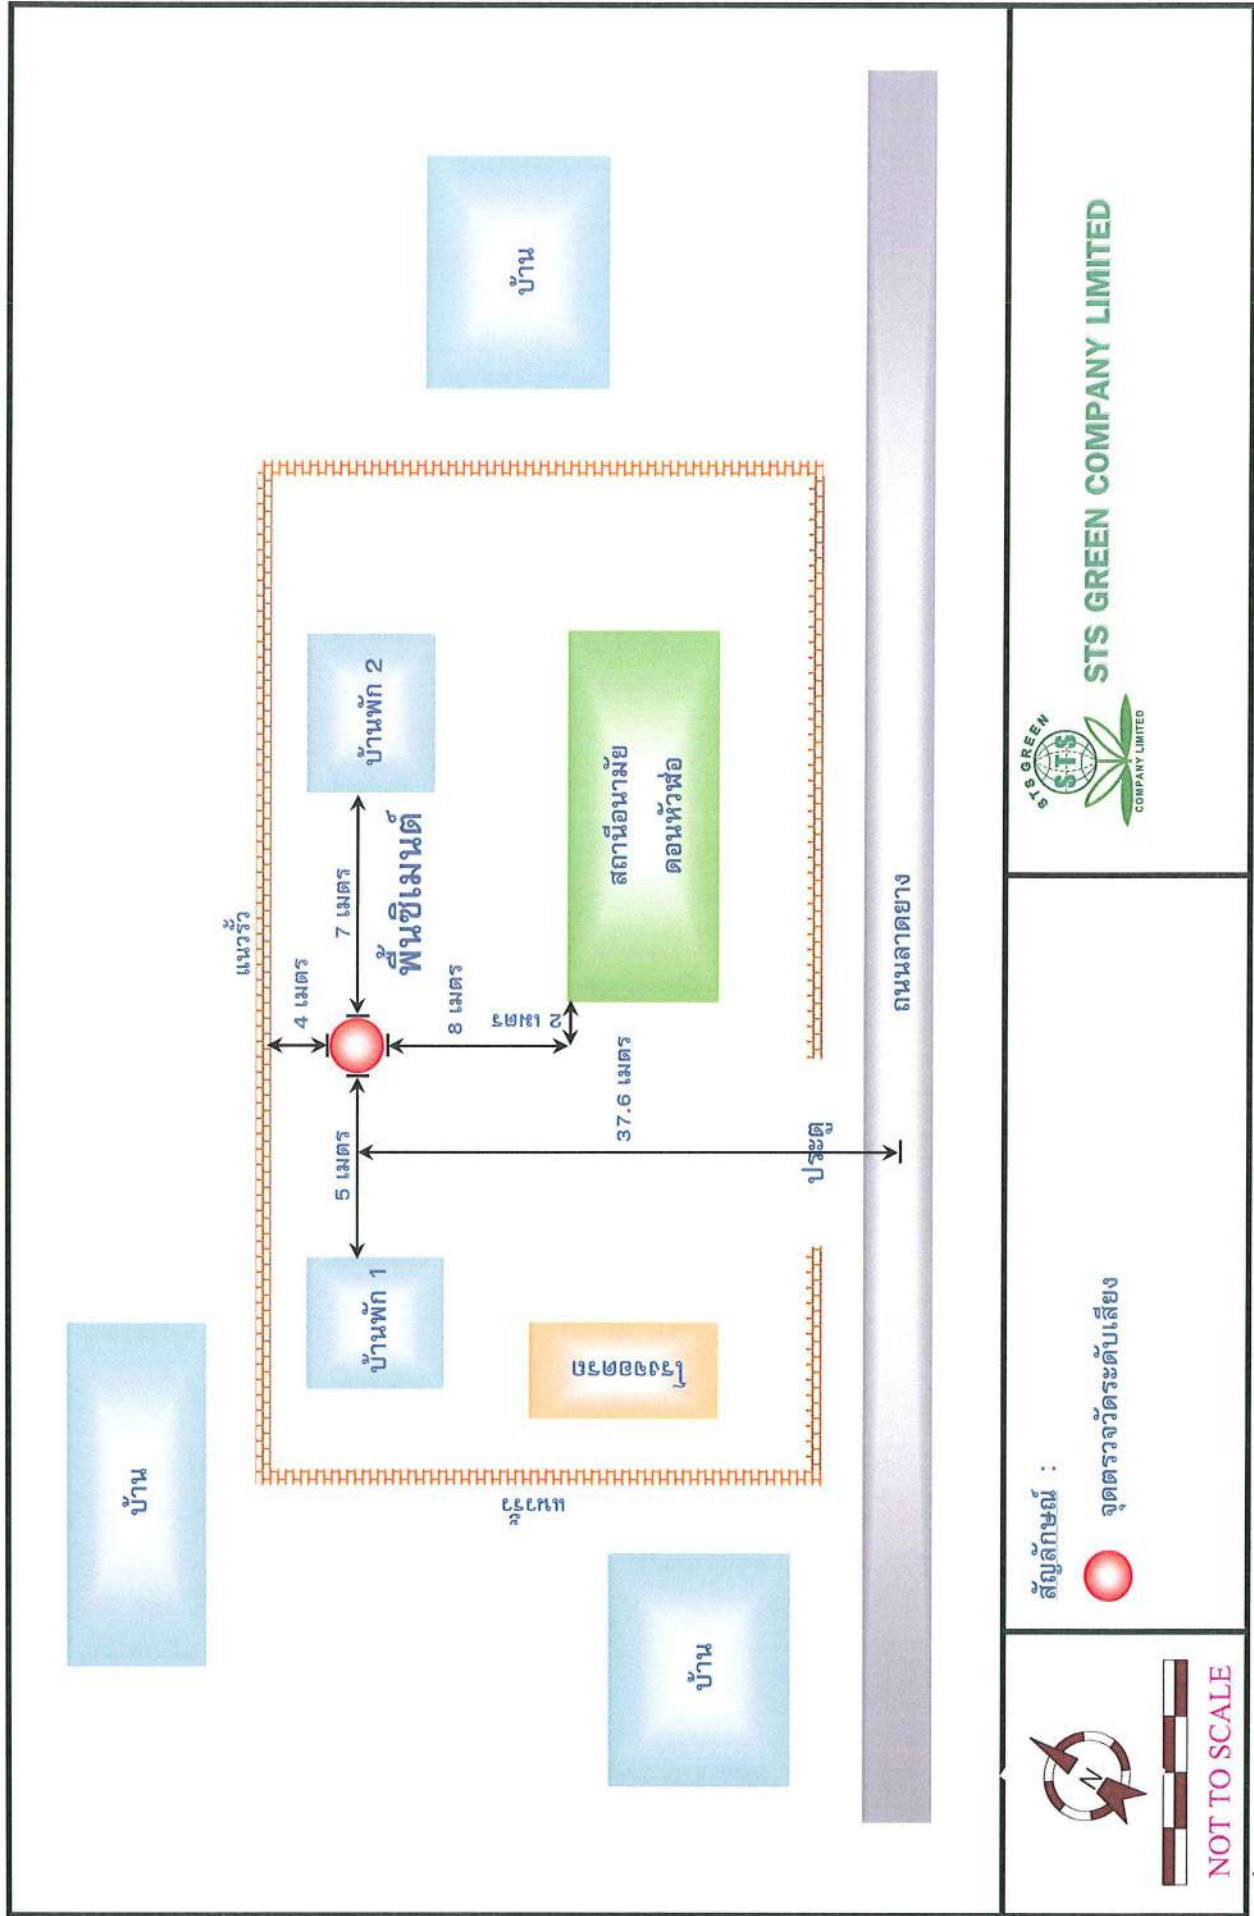 บ้าน
แนวรั้ว
4 เมตร
บ้านพัก 1
5 เมตร
7 เมตร
บ้านพัก 2
พื้นซีเมนต์
บ้าน
8 เมตร
2 เมตร
โรงจอดรถ
แนวรั้ว
37.6 เมตร
สถานีอนามัย
ดอนหัวฬ่อ
บ้าน
ประตู
ถนนลาดยาง
N
NOT TO SCALE
สัญลักษณ์ :
จุดตรวจวัดระดับเสียง
STS GREEN
S·T·S
COMPANY LIMITED
STS GREEN COMPANY LIMITED